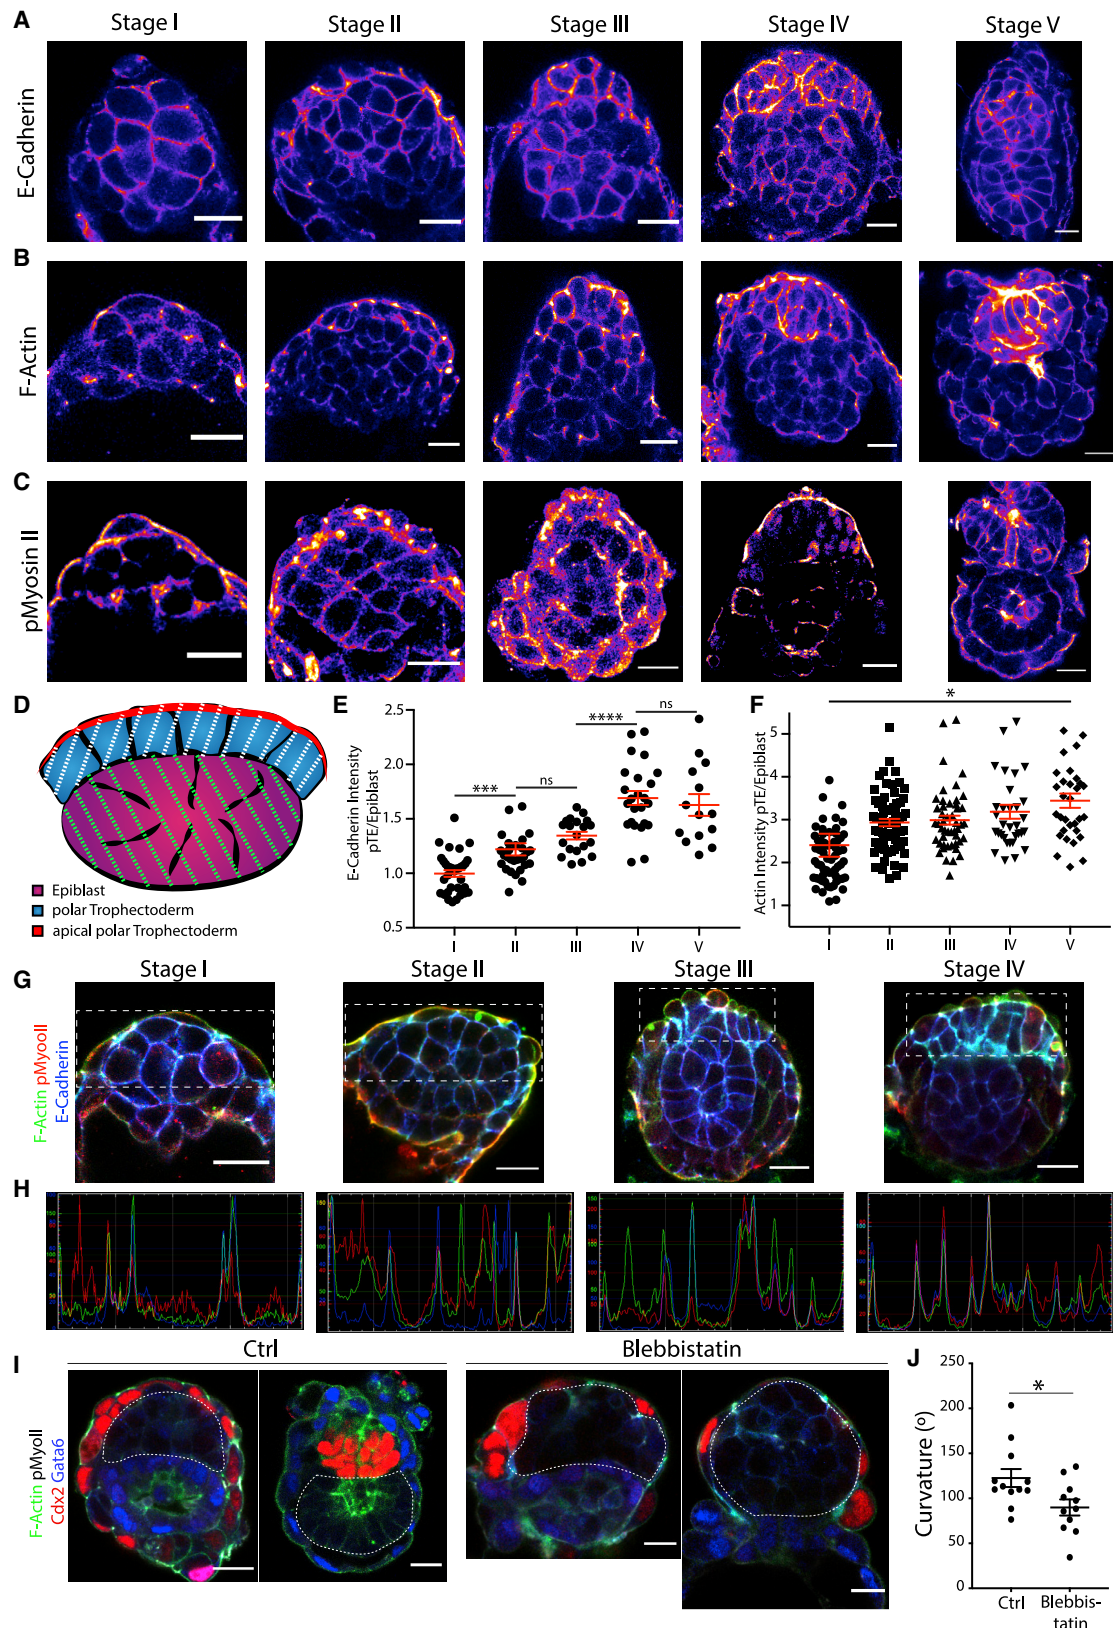 A
Stage I
Stage II
Stage III
Stage IV
Stage V
E-Cadherin
B
F-Actin
C
pMyosin II
D
Epiblast
polar Trophectoderm
apical polar Trophectoderm
E
E-Cadherin Intensity
pTE/Epiblast
2.5
2.0
1.5
1.0
0.5
***
ns
****
ns
I
II
III
IV
V
F
Actin Intensity pTE/Epiblast
5
4
3
2
1
*
I
II
III
IV
V
G
Stage I
Stage II
Stage III
Stage IV
F-Actin pMyoII
E-Cadherin
H
I
Ctrl
Blebbistatin
F-Actin pMyoII
Cdx2 Gata6
J
Curvature (º)
250
200
150
100
50
0
*
Ctrl
Blebbis-
tatin